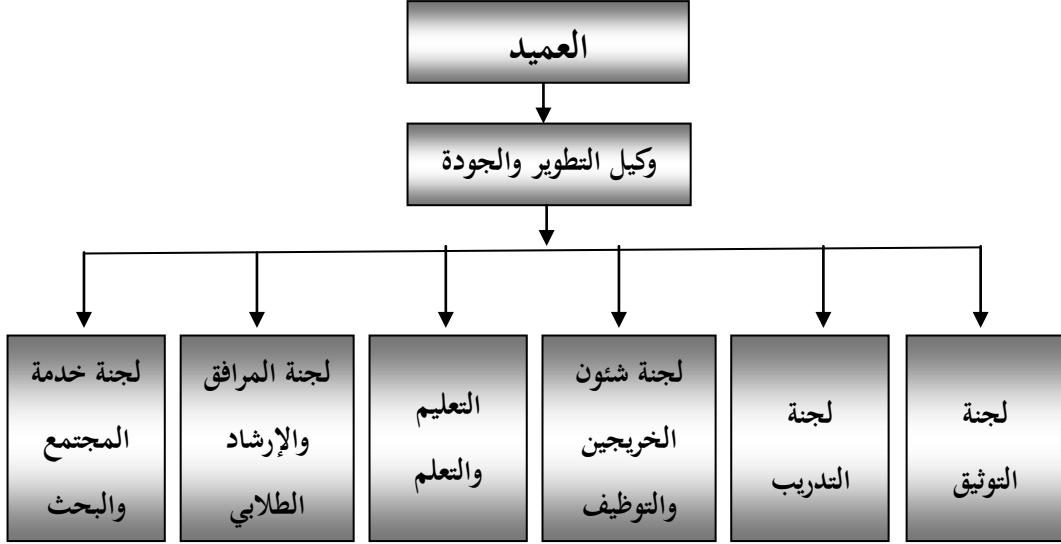 العميد
وكيل التطوير والجودة
لجنة
التوثيق
لجنة
التدريب
لجنة شئون
الخريجين
والتوظيف
التعليم
والتعلم
لجنة المرافق
والإرشاد
الطلابي
لجنة خدمة
المجتمع
والبحث